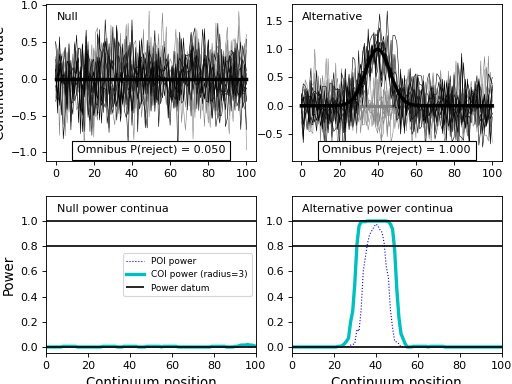 Null
Alternative
1.0
0.5
0.0
−0.5
−1.0
1.5
1.0
0.5
0.0
−0.5
Omnibus P(reject) = 0.050
Omnibus P(reject) = 1.000
0 20 40 60 80 100
0 20 40 60 80 100
Null power continua
Alternative power continua
Power
1.0
0.8
0.6
0.4
0.2
0.0
1.0
0.8
0.6
0.4
0.2
0.0
POI power
COI power (radius=3)
Power datum
0 20 40 60 80 100
0 20 40 60 80 100
Continuum position
Continuum position